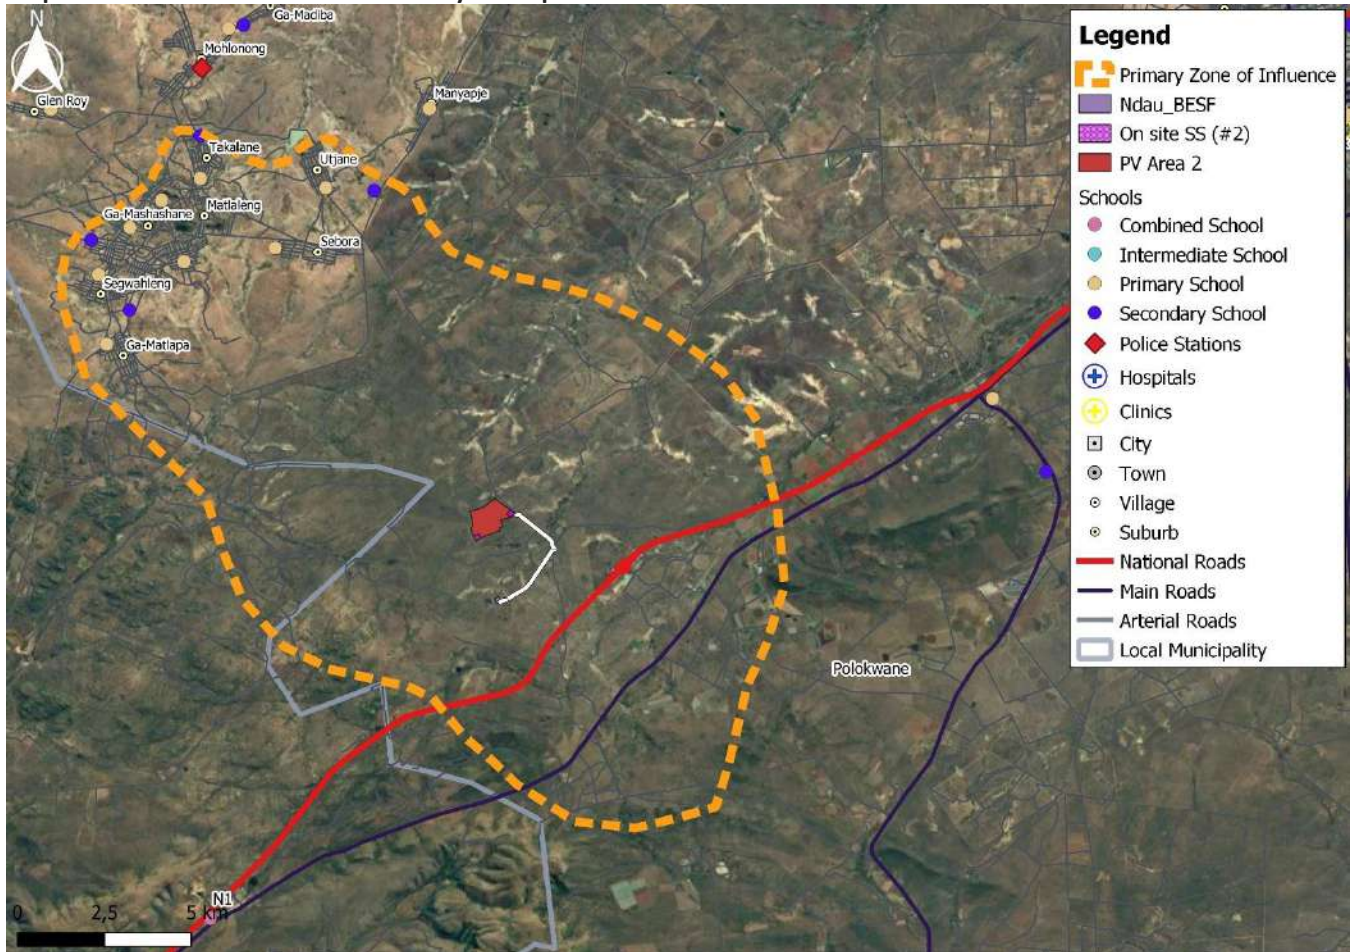 N
Ga-Madiba
Mohlonong
Glen Roy
Manyapje
Takalane
Utjane
Ga-Mashashane
Matlaleng
Sebora
Segwahleng
Ga-Matlapa
Polokwane
N1
0 2,5 5 km
Legend
Primary Zone of Influence
Ndau_BESF
On site SS (#2)
PV Area 2
Schools
Combined School
Intermediate School
Primary School
Secondary School
Police Stations
Hospitals
Clinics
City
Town
Village
Suburb
National Roads
Main Roads
Arterial Roads
Local Municipality